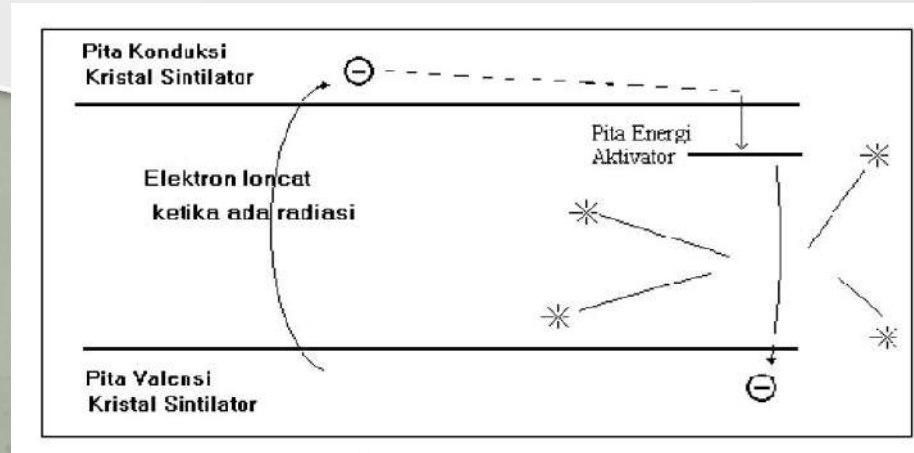 Pita Konduksi
Kristal Sintilator
Pita Energi
Aktivator
Elektron loncat
ketika ada radiasi
Pita Valensi
Kristal Sintilator